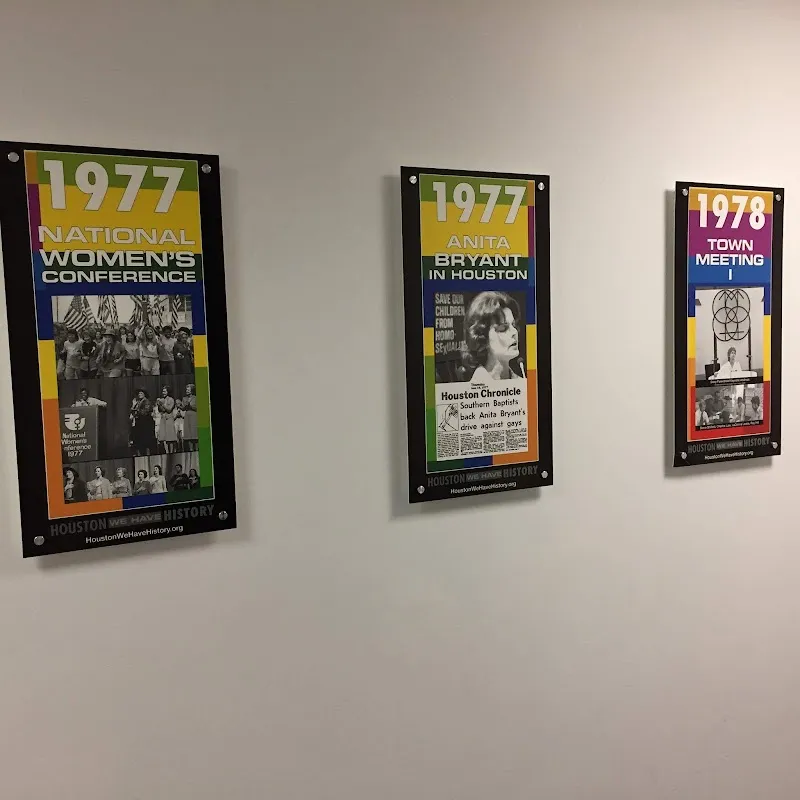 1977
NATIONAL
WOMEN'S
CONFERENCE
National
Women's
Conference
1977
HOUSTON WE HAVE HISTORY
HoustonWeHaveHistory.org
1977
ANITA
BRYANT
IN HOUSTON
SAVE OUR
CHILDREN
FROM
HOMO-
SEXUALS
Houston Chronicle
Southern Baptists
back Anita Bryant's
drive against gays
HOUSTON WE HAVE HISTORY
HoustonWeHaveHistory.org
1978
TOWN
MEETING
I
HOUSTON WE HAVE HISTORY
HoustonWeHaveHistory.org